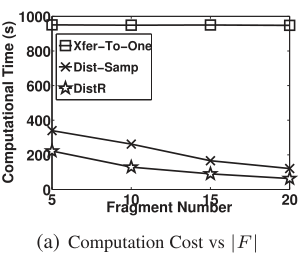 1000
800
600
400
200
0
Computational Time (s)
Xfer-To-One
Dist-Samp
DistR
5
10
15
20
Fragment Number
(a) Computation Cost vs |F|